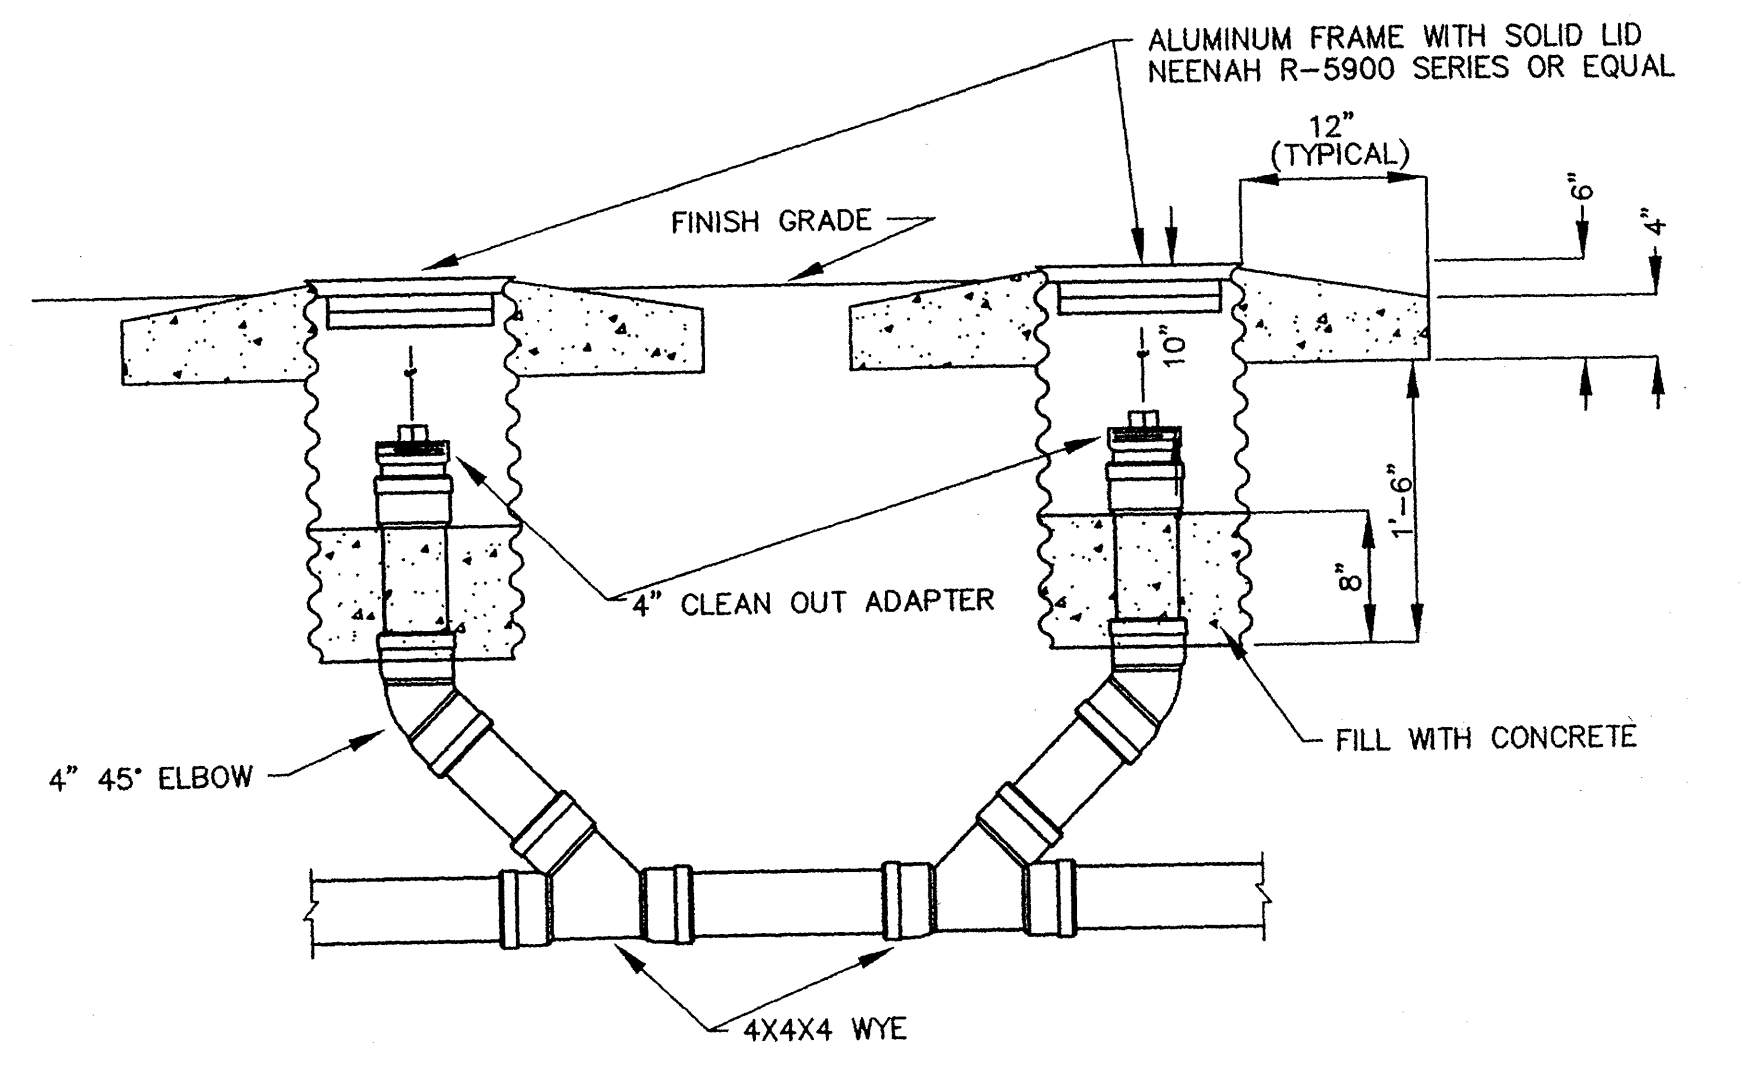 ALUMINUM FRAME WITH SOLID LID
NEENAH R-5900 SERIES OR EQUAL
12"
(TYPICAL)
6"
4"
FINISH GRADE
10"
1'-6"
8"
4" CLEAN OUT ADAPTER
FILL WITH CONCRETE
4" 45° ELBOW
4X4X4 WYE